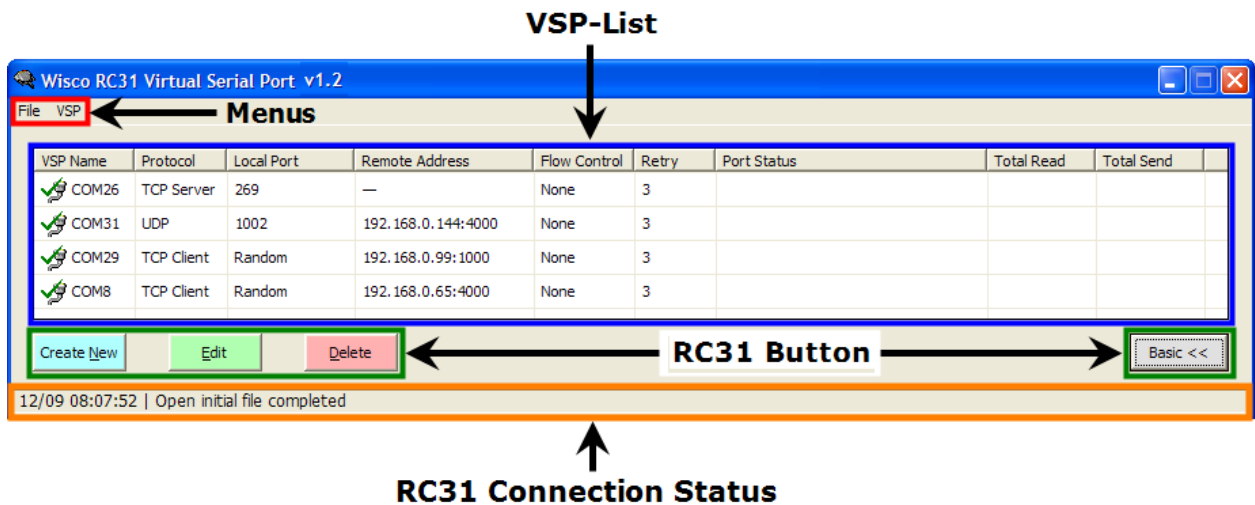 VSP-List
Wisco RC31 Virtual Serial Port v1.2
File VSP
Menus
VSP Name Protocol Local Port Remote Address Flow Control Retry Port Status Total Read Total Send
COM26 TCP Server 269 — None 3
COM31 UDP 1002 192.168.0.144:4000 None 3
COM29 TCP Client Random 192.168.0.99:1000 None 3
COM8 TCP Client Random 192.168.0.65:4000 None 3
Create New Edit Delete RC31 Button Basic <<
12/09 08:07:52 | Open initial file completed
RC31 Connection Status